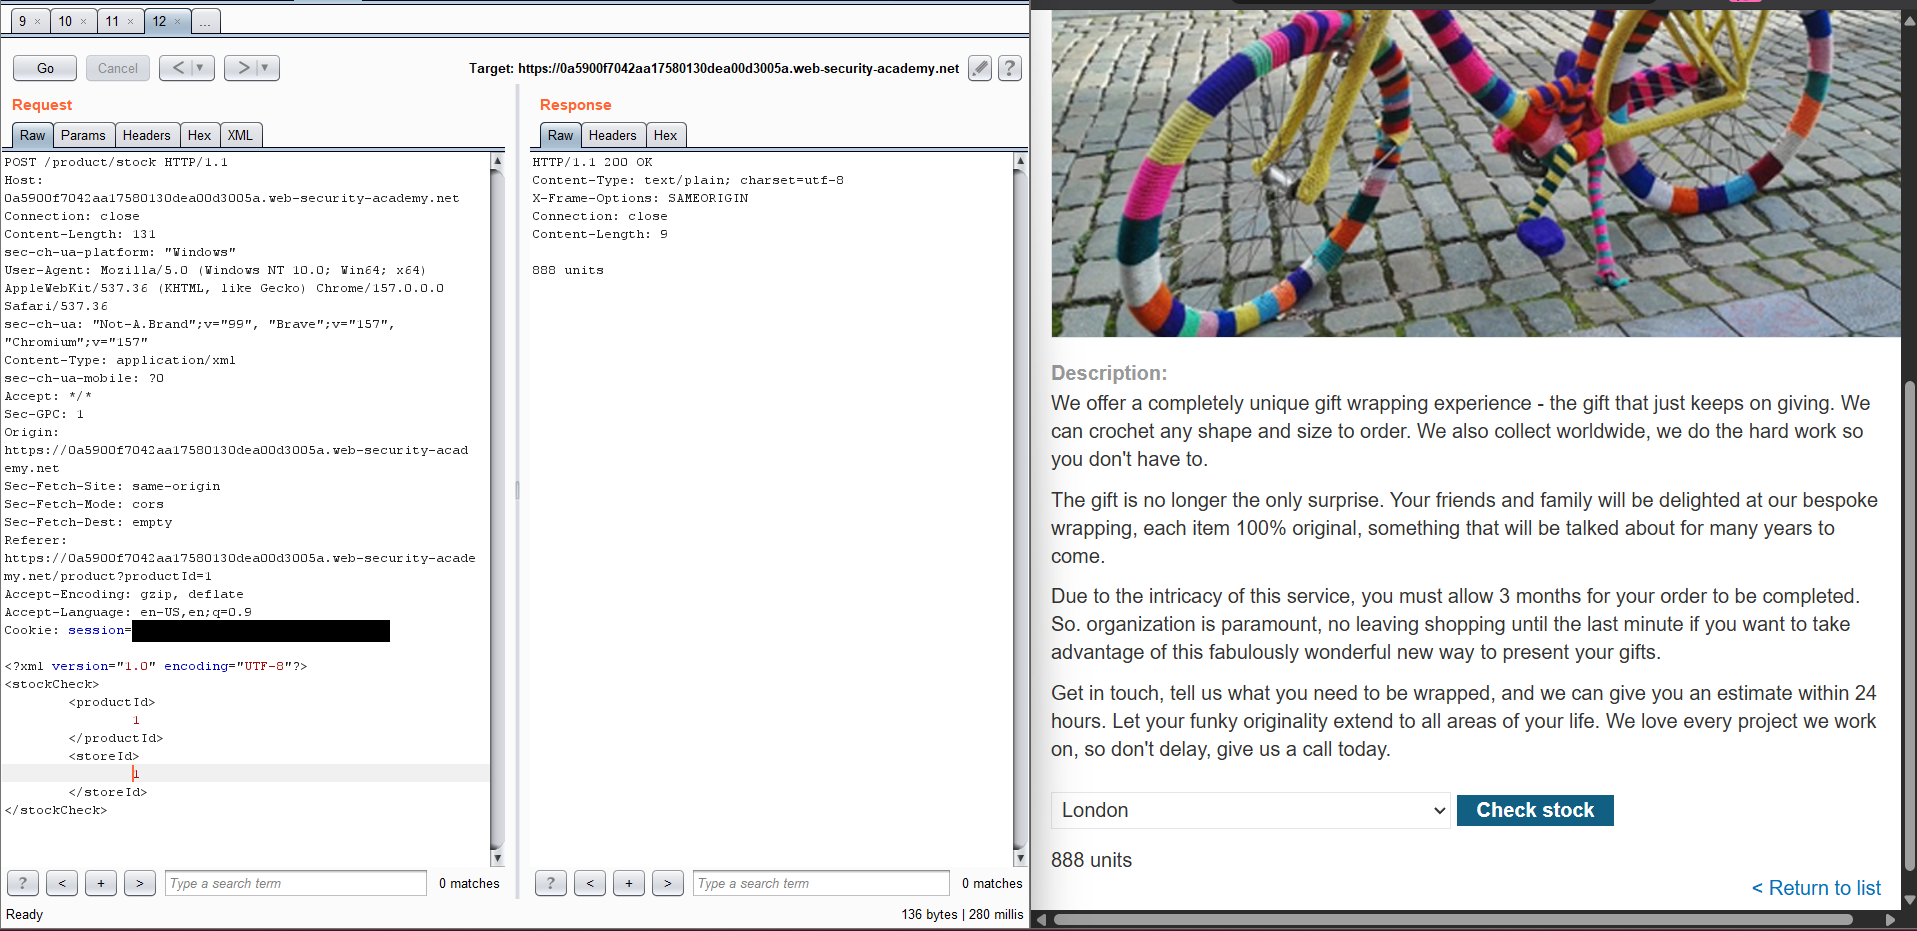 9 ×
10 ×
11 ×
12 ×
...
Go
Cancel
<
>
Target: https://0a5900f7042aa17580130dea00d3005a.web-security-academy.net
?
Request
Raw
Params
Headers
Hex
XML
POST /product/stock HTTP/1.1
Host:
0a5900f7042aa17580130dea00d3005a.web-security-academy.net
Connection: close
Content-Length: 131
sec-ch-ua-platform: "Windows"
User-Agent: Mozilla/5.0 (Windows NT 10.0; Win64; x64)
AppleWebKit/537.36 (KHTML, like Gecko) Chrome/157.0.0.0
Safari/537.36
sec-ch-ua: "Not-A.Brand";v="99", "Brave";v="157",
"Chromium";v="157"
Content-Type: application/xml
sec-ch-ua-mobile: ?0
Accept: */*
Sec-GPC: 1
Origin:
https://0a5900f7042aa17580130dea00d3005a.web-security-acad
emy.net
Sec-Fetch-Site: same-origin
Sec-Fetch-Mode: cors
Sec-Fetch-Dest: empty
Referer:
https://0a5900f7042aa17580130dea00d3005a.web-security-acade
my.net/product?productId=1
Accept-Encoding: gzip, deflate
Accept-Language: en-US,en;q=0.9
Cookie: session=
<?xml version="1.0" encoding="UTF-8"?>
<stockCheck>
<productId>
1
</productId>
<storeId>
1
</storeId>
</stockCheck>
? < + > Type a search term 0 matches
Ready
Response
Raw
Headers
Hex
HTTP/1.1 200 OK
Content-Type: text/plain; charset=utf-8
X-Frame-Options: SAMEORIGIN
Connection: close
Content-Length: 9
888 units
? < + > Type a search term 0 matches
136 bytes | 280 millis
Description:
We offer a completely unique gift wrapping experience - the gift that just keeps on giving. We
can crochet any shape and size to order. We also collect worldwide, we do the hard work so
you don't have to.
The gift is no longer the only surprise. Your friends and family will be delighted at our bespoke
wrapping, each item 100% original, something that will be talked about for many years to
come.
Due to the intricacy of this service, you must allow 3 months for your order to be completed.
So. organization is paramount, no leaving shopping until the last minute if you want to take
advantage of this fabulously wonderful new way to present your gifts.
Get in touch, tell us what you need to be wrapped, and we can give you an estimate within 24
hours. Let your funky originality extend to all areas of your life. We love every project we work
on, so don't delay, give us a call today.
London
Check stock
888 units
< Return to list